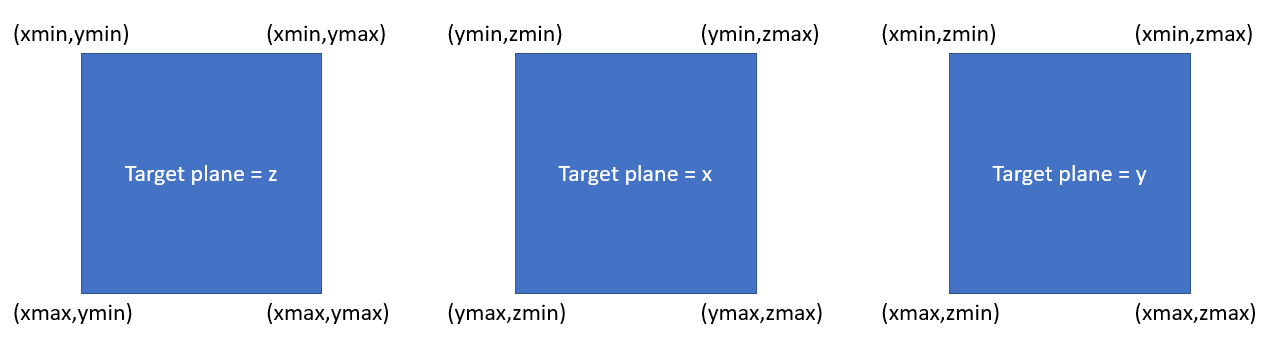 (xmin,ymin) (xmin,ymax) (ymin,zmin) (ymin,zmax) (xmin,zmin) (xmin,zmax)
Target plane = z Target plane = x Target plane = y
(xmax,ymin) (xmax,ymax) (ymax,zmin) (ymax,zmax) (xmax,zmin) (xmax,zmax)